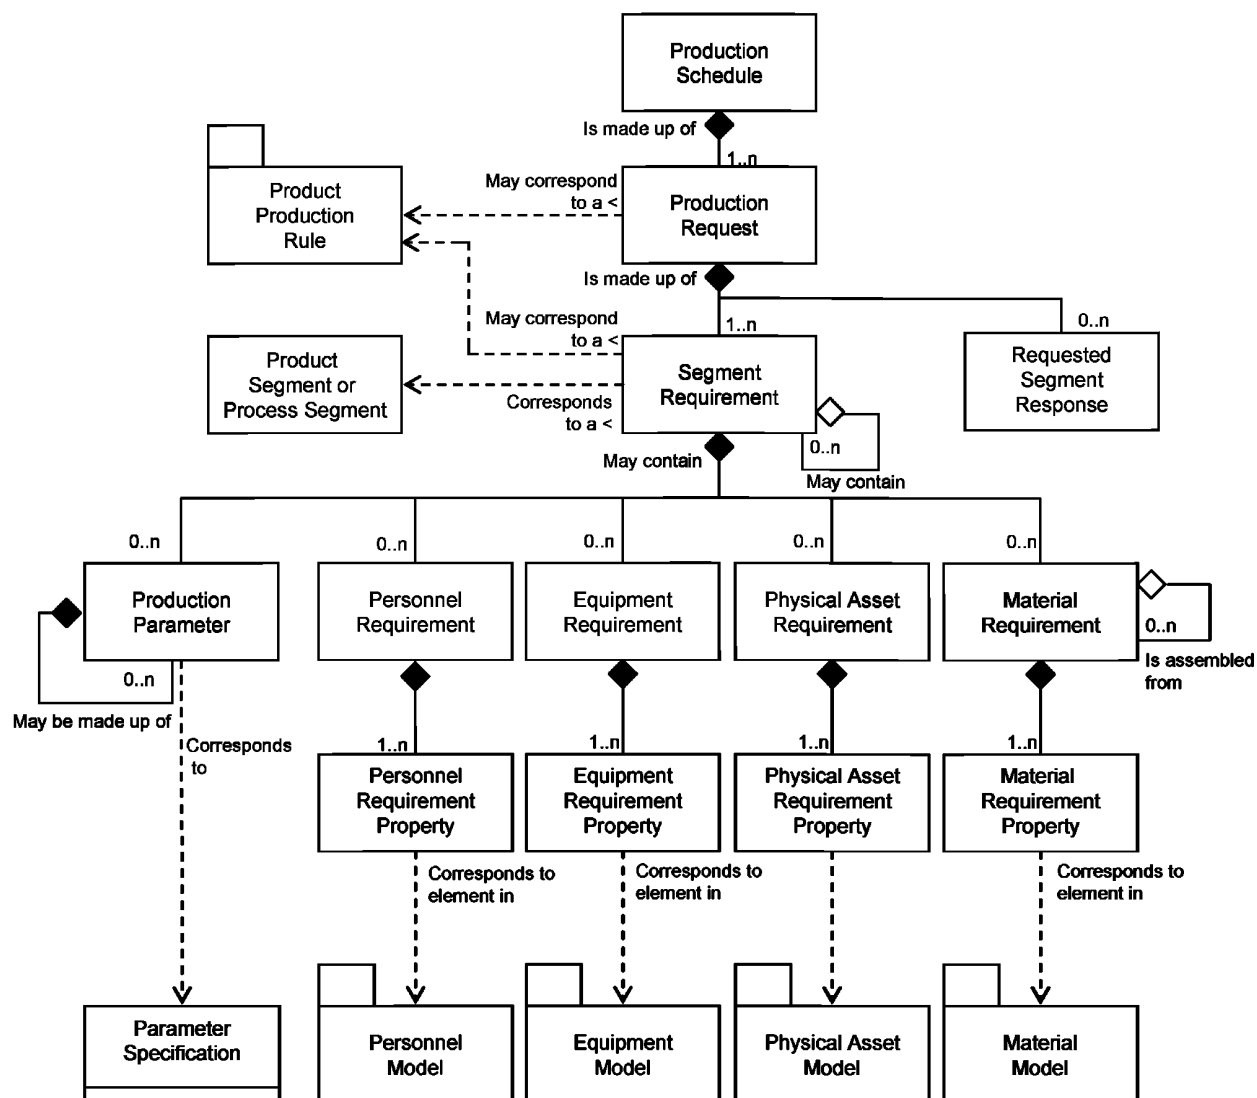 Production
Schedule
Is made up of
1..n
May correspond
to a <
Product
Production
Rule
Production
Request
Is made up of
1..n
0..n
May correspond
to a <
Product
Segment or
Process Segment
Segment
Requirement
Requested
Segment
Response
Corresponds
to a <
0..n
May contain
May contain
0..n
0..n
0..n
0..n
0..n
Production
Parameter
Personnel
Requirement
Equipment
Requirement
Physical Asset
Requirement
Material
Requirement
0..n
Is assembled
from
0..n
May be made up of
Corresponds
to
1..n
1..n
1..n
1..n
Personnel
Requirement
Property
Equipment
Requirement
Property
Physical Asset
Requirement
Property
Material
Requirement
Property
Corresponds to
element in
Corresponds to
element in
Corresponds to
element in
Parameter
Specification
Personnel
Model
Equipment
Model
Physical Asset
Model
Material
Model